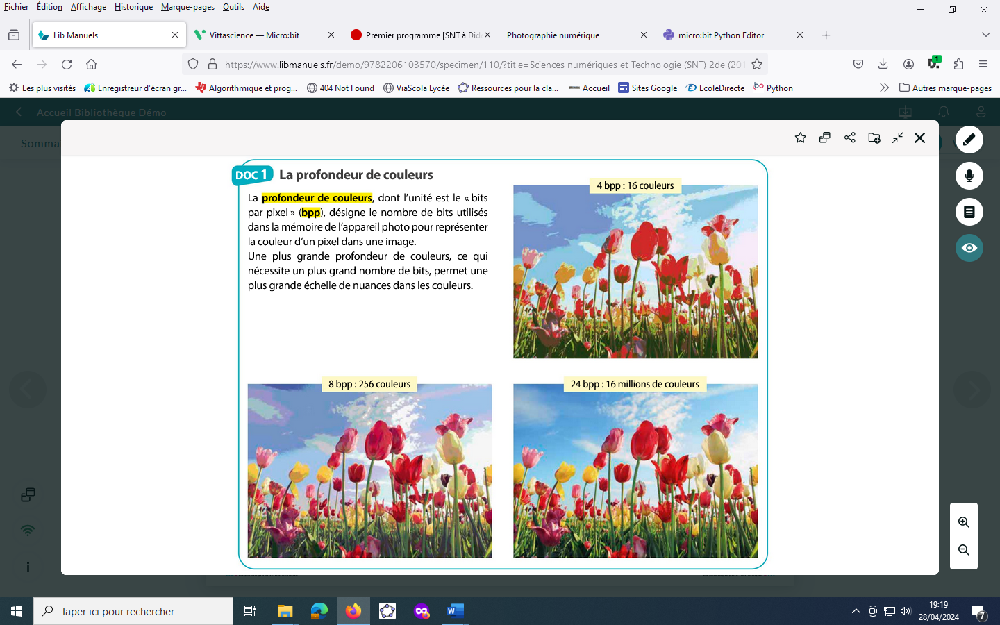 Fichier Édition Affichage Historique Marque-pages Outils Aide
Lib Manuels
Vittascience — Micro:bit
Premier programme [SNT à Did
Photographie numérique
micro:bit Python Editor
https://www.libmanuels.fr/demo/9782206103570/specimen/110/?title=Sciences numériques et Technologie (SNT) 2de (201
1
Les plus visités
Enregistreur d'écran gr...
Algorithmique et prog...
404 Not Found
ViaScola Lycée
Ressources pour la cla...
Accueil
Sites Google
EcoleDirecte
Python
Autres marque-pages
Accueil Bibliothèque Démo
Somma
DOC 1 La profondeur de couleurs
La profondeur de couleurs, dont l'unité est le « bits
par pixel » (bpp), désigne le nombre de bits utilisés
dans la mémoire de l'appareil photo pour représenter
la couleur d'un pixel dans une image.
Une plus grande profondeur de couleurs, ce qui
nécessite un plus grand nombre de bits, permet une
plus grande échelle de nuances dans les couleurs.
4 bpp : 16 couleurs
8 bpp : 256 couleurs
24 bpp : 16 millions de couleurs
Taper ici pour rechercher
19:19
28/04/2024
7